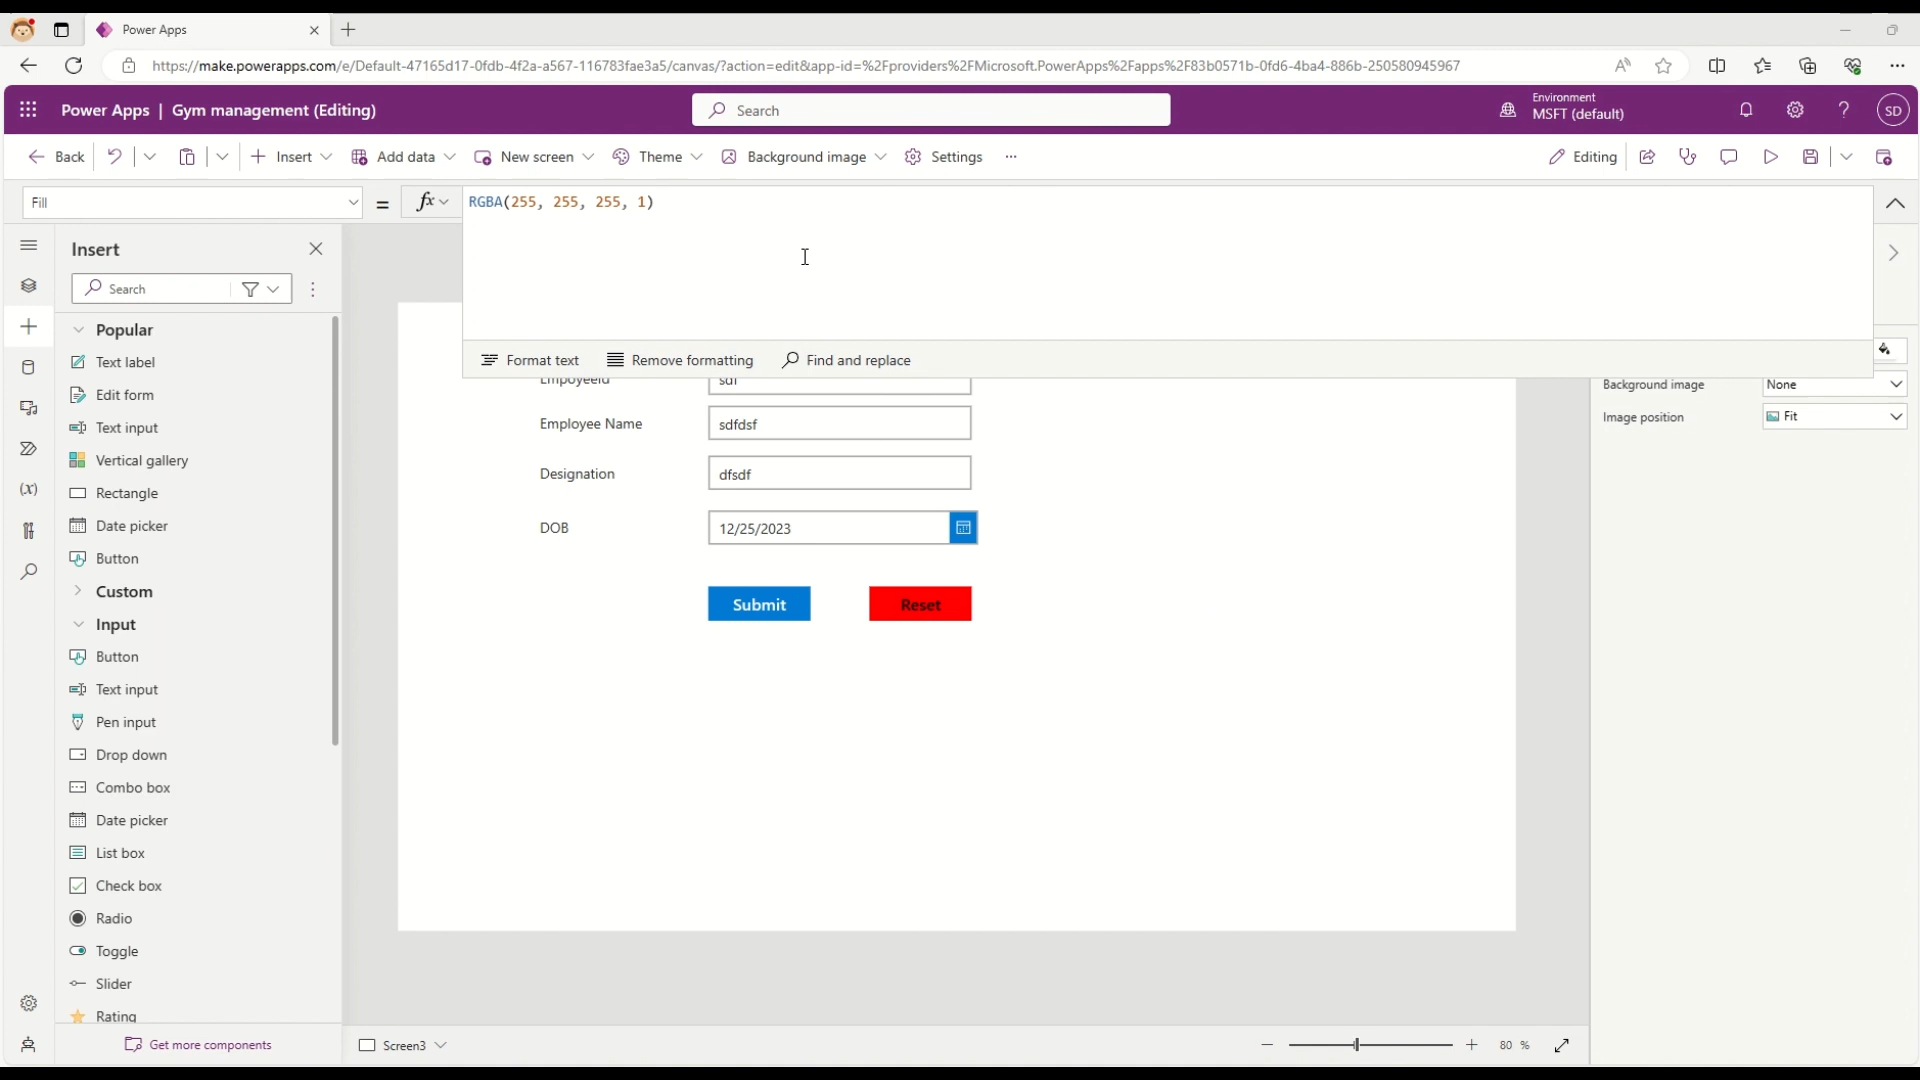 Power Apps
https://make.powerapps.com/e/Default-47165d17-0fdb-4f2a-a567-116783fae3a5/canvas/?action=edit&app-id=%2Fproviders%2FMicrosoft.PowerApps%2Fapps%2F83b0571b-0fd6-4ba4-886b-250580945967
Power Apps | Gym management (Editing)
Search
Environment
MSFT (default)
SD
Back
Insert
Add data
New screen
Theme
Background image
Settings
Editing
Fill
=
fx
RGBA(255, 255, 255, 1)
Format text
Remove formatting
Find and replace
Insert
Search
Popular
Text label
Edit form
Text input
Vertical gallery
Rectangle
Date picker
Button
Custom
Input
Button
Text input
Pen input
Drop down
Combo box
Date picker
List box
Check box
Radio
Toggle
Slider
Rating
Get more components
EmpoyeeId
sdf
Employee Name
sdfdsf
Designation
dfsdf
DOB
12/25/2023
Submit
Reset
Background image
None
Image position
Fit
Screen3
80 %